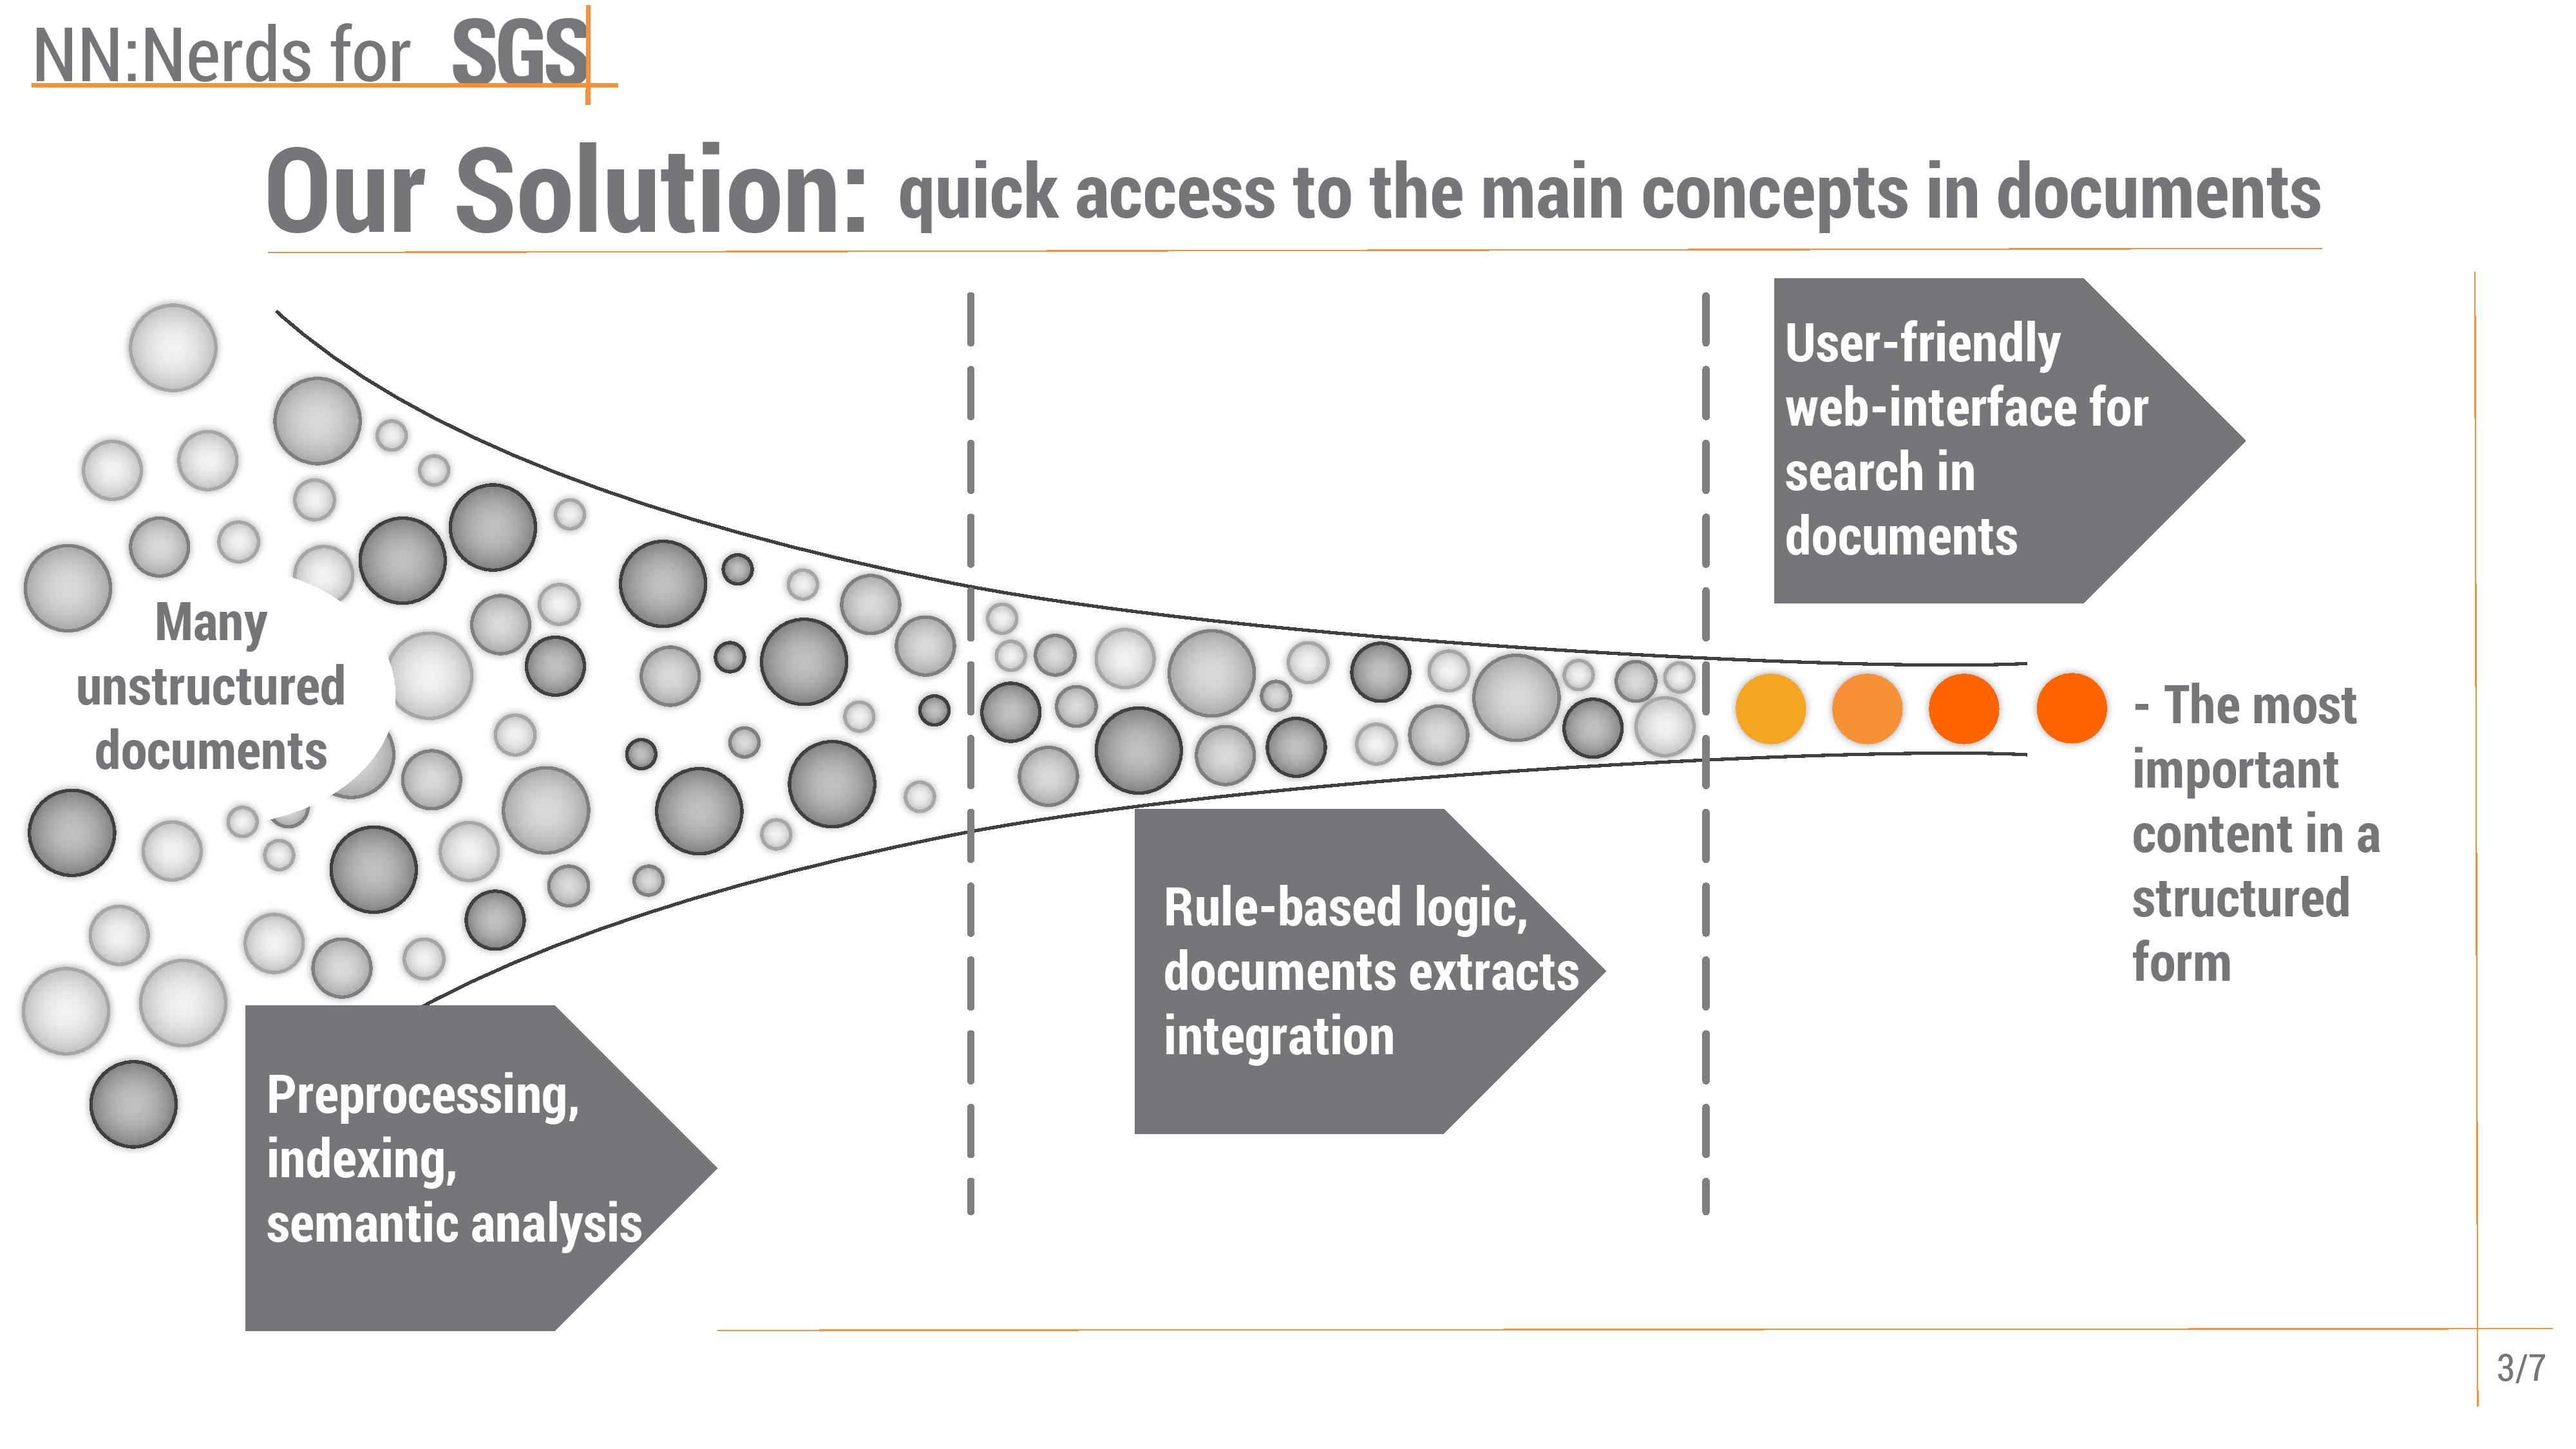 NN:Nerds for SGS
Our Solution: quick access to the main concepts in documents
Many
unstructured
documents
Preprocessing,
indexing,
semantic analysis
Rule-based logic,
documents extracts
integration
User-friendly
web-interface for
search in
documents
- The most
important
content in a
structured
form
3/7